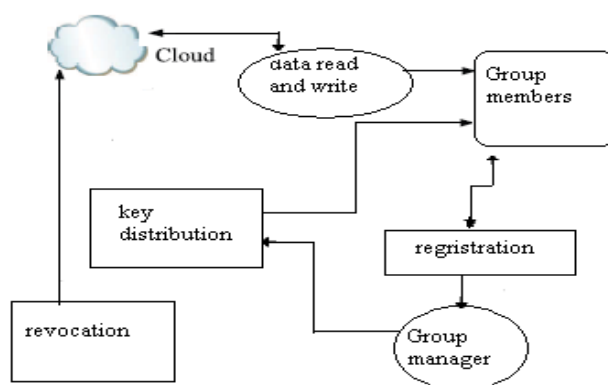 Cloud
data read
and write
Group
members
key
distribution
regristration
revocation
Group
manager